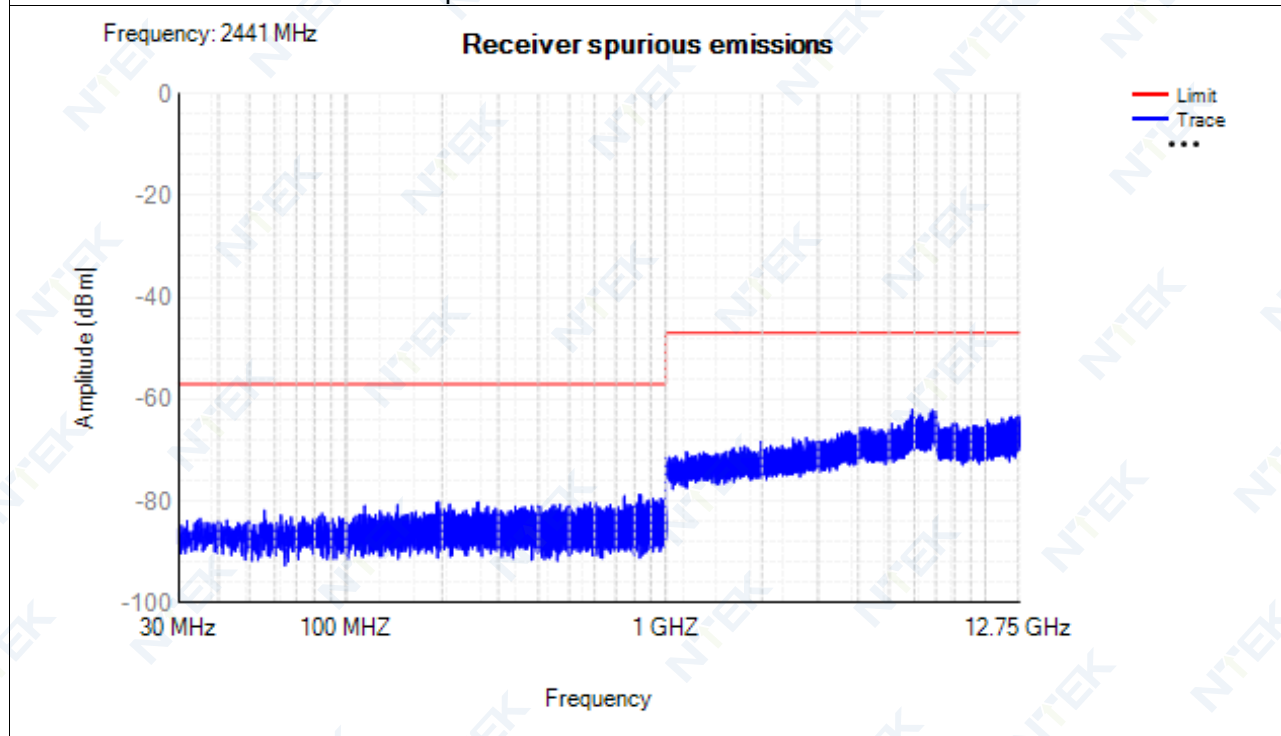 Frequency: 2441 MHz
Receiver spurious emissions
Limit
Trace
•••
0
-20
-40
-60
-80
-100
Amplitude [dBm]
30 MHz
100 MHZ
1 GHZ
12.75 GHz
Frequency
NTEK